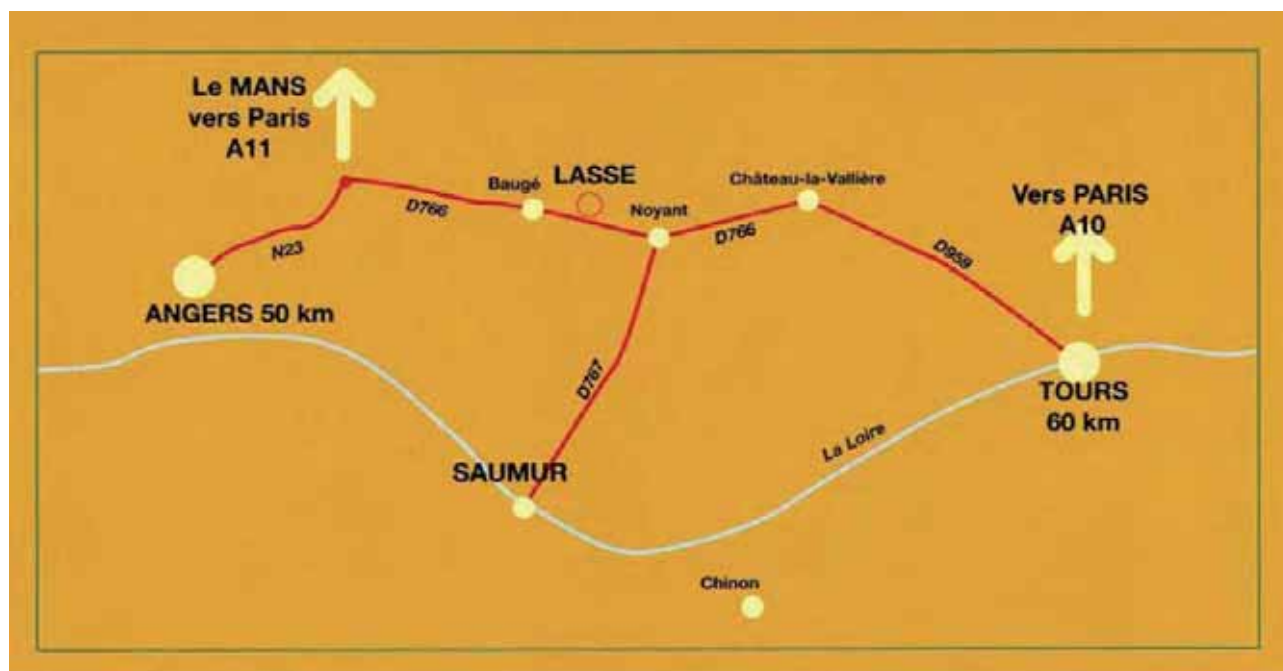 Le MANS
vers Paris
A11
Baugé
LASSE
Château-la-Vallière
Noyant
Vers PARIS
A10
D766
D766
N23
D959
ANGERS 50 km
D767
TOURS
60 km
La Loire
SAUMUR
Chinon